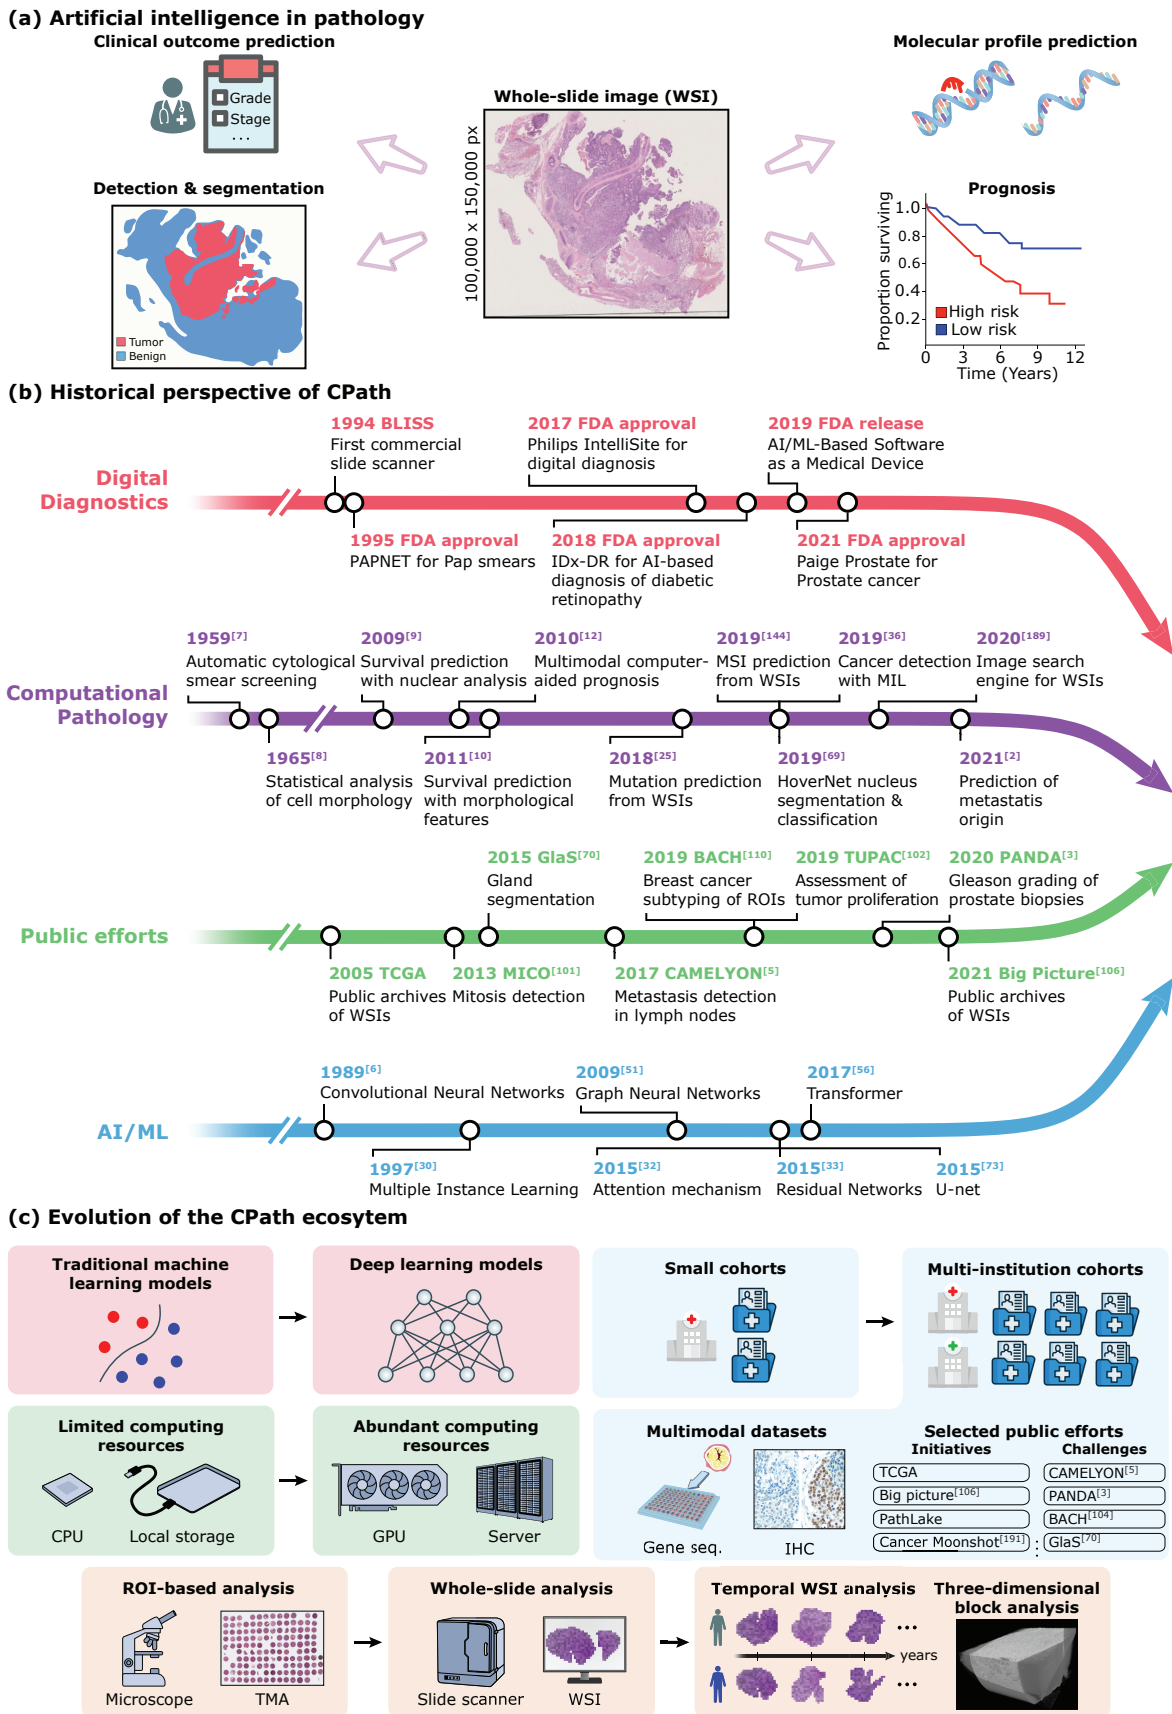 (a) Artificial intelligence in pathology
Clinical outcome prediction
Grade
Stage
...
Detection & segmentation
Tumor
Benign
Whole-slide image (WSI)
100,000 x 150,000 px
Molecular profile prediction
Prognosis
Proportion surviving
1.0
0.8
0.6
0.4
0.2
High risk
Low risk
0 3 6 9 12
Time (Years)
(b) Historical perspective of CPath
Digital
Diagnostics
1994 BLISS
First commercial
slide scanner
2017 FDA approval
Philips IntelliSite for
digital diagnosis
2019 FDA release
AI/ML-Based Software
as a Medical Device
1995 FDA approval
PAPNET for Pap smears
2018 FDA approval
IDx-DR for AI-based
diagnosis of diabetic
retinopathy
2021 FDA approval
Paige Prostate for
Prostate cancer
Computational
Pathology
1959[7]
Automatic cytological
smear screening
2009[9]
Survival prediction
with nuclear analysis
2010[12]
Multimodal computer-
aided prognosis
2019[144]
MSI prediction
from WSIs
2019[36]
Cancer detection
with MIL
2020[189]
Image search
engine for WSIs
1965[8]
Statistical analysis
of cell morphology
2011[10]
Survival prediction
with morphological
features
2018[25]
Mutation prediction
from WSIs
2019[69]
HoverNet nucleus
segmentation &
classification
2021[2]
Prediction of
metastatis
origin
Public efforts
2015 GlaS[70]
Gland
segmentation
2019 BACH[110]
Breast cancer
subtyping of ROIs
2019 TUPAC[102]
Assessment of
tumor proliferation
2020 PANDA[3]
Gleason grading of
prostate biopsies
2005 TCGA
Public archives
of WSIs
2013 MICO[101]
Mitosis detection
2017 CAMELYON[5]
Metastasis detection
in lymph nodes
2021 Big Picture[106]
Public archives
of WSIs
AI/ML
1989[6]
Convolutional Neural Networks
2009[51]
Graph Neural Networks
2017[56]
Transformer
1997[30]
Multiple Instance Learning
2015[32]
Attention mechanism
2015[33]
Residual Networks
2015[73]
U-net
(c) Evolution of the CPath ecosytem
Traditional machine
learning models
Deep learning models
Limited computing
resources
CPU
Local storage
Abundant computing
resources
GPU
Server
Small cohorts
Multi-institution cohorts
Multimodal datasets
Gene seq.
IHC
Selected public efforts
Initiatives
TCGA
Big picture[106]
PathLake
Cancer Moonshot[191]
:
Challenges
CAMELYON[5]
PANDA[3]
BACH[104]
GlaS[70]
ROI-based analysis
Microscope
TMA
Whole-slide analysis
Slide scanner
WSI
Temporal WSI analysis
...
years
...
Three-dimensional
block analysis